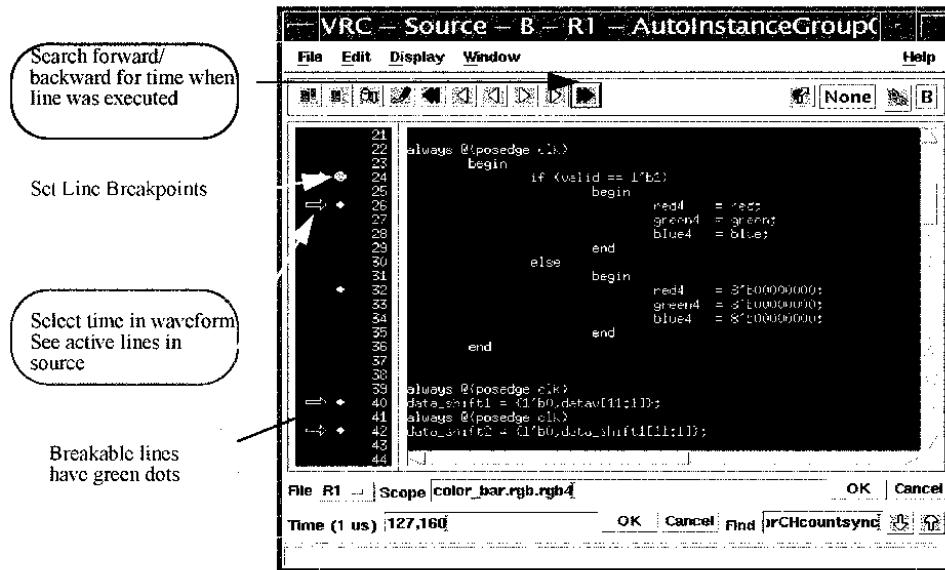 VRC – Source – B – R1 – AutoInstanceGroup(
File Edit Display Window Help
None B
Search forward/
backward for time when
line was executed
Set Line Breakpoints
Select time in waveform
See active lines in
source
Breakable lines
have green dots
21
22 always @(posedge clk)
23 begin
24 if (valid == 1'b1)
25 begin
26 red4 = red;
27 green4 = green;
28 blue4 = blue;
29 end
30 else
31 begin
32 red4 = 8'b00000000;
33 green4 = 8'b00000000;
34 blue4 = 8'b00000000;
35 end
36 end
37
38
39 always @(posedge clk)
40 data_shift1 = {1'b0,datav[11:1]};
41 always @(posedge clk)
42 data_shift2 = {1'b0,data_shift1[11:1]};
43
44
File R1 Scope color_bar.rgb.rgb4 OK Cancel
Time (1 us) 127,160 OK Cancel Find orCHcountsync